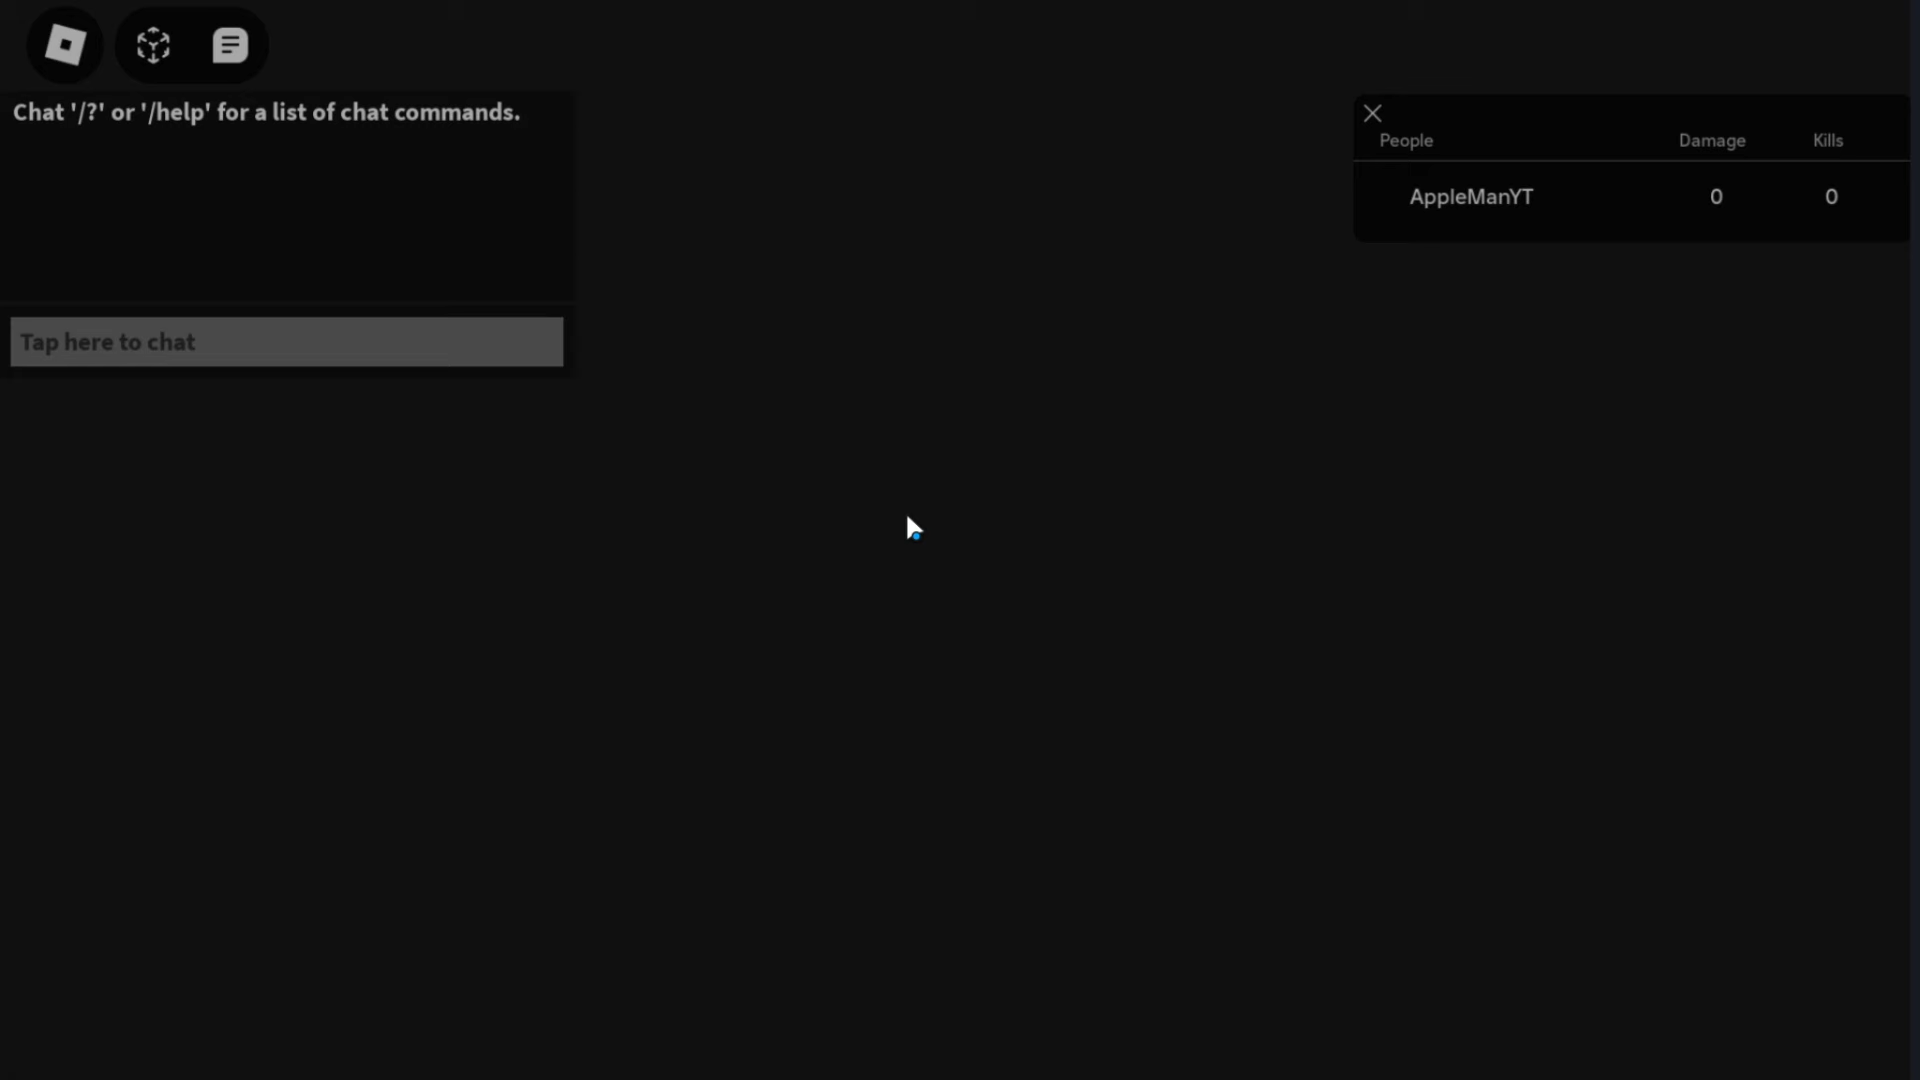 Chat '/?' or '/help' for a list of chat commands.
Tap here to chat
People Damage Kills
AppleManYT 0 0